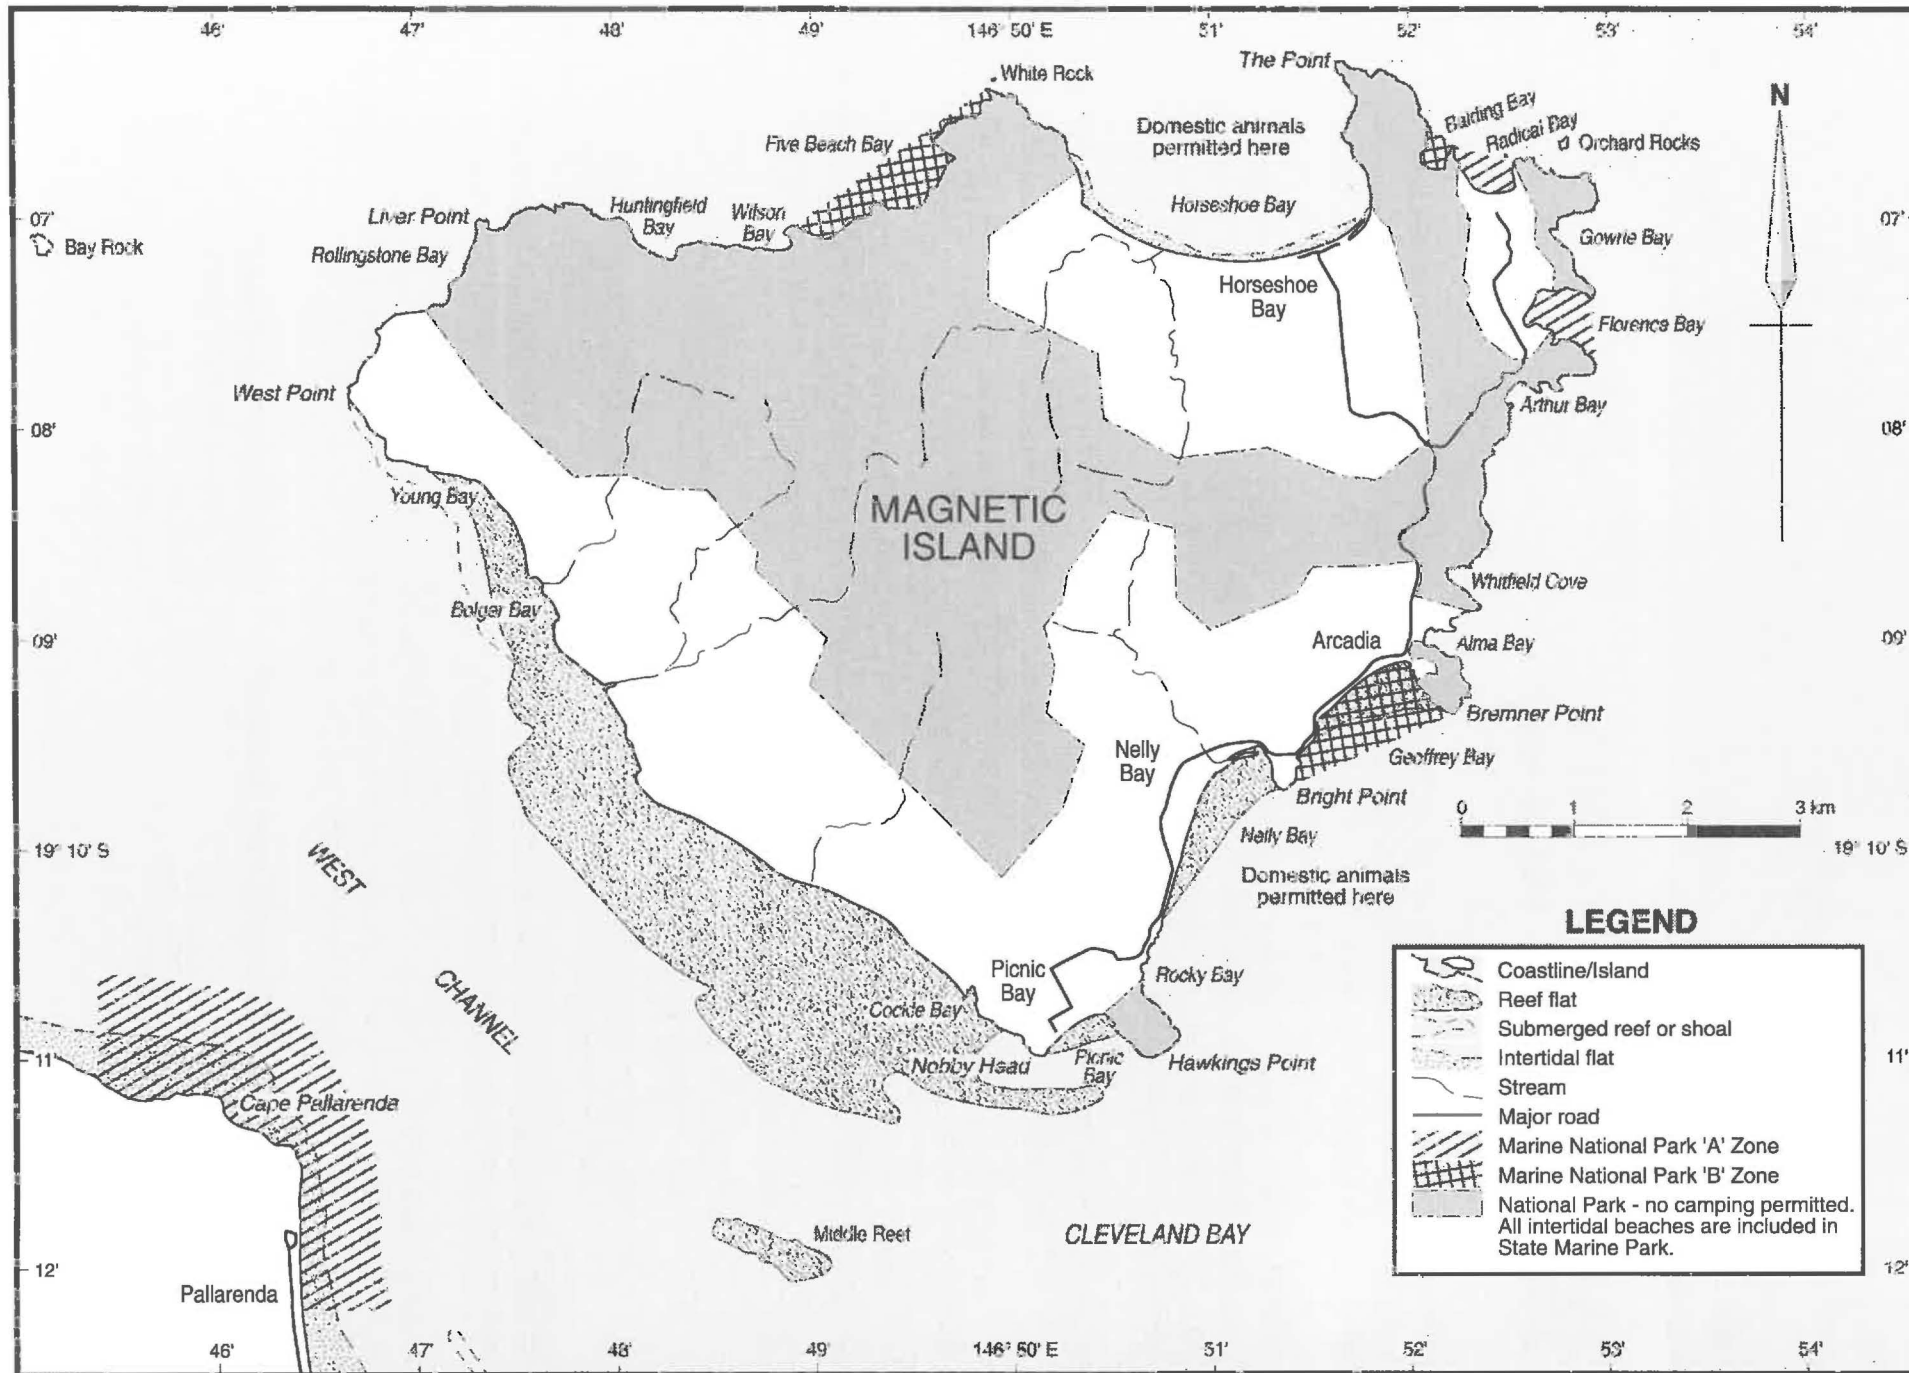 46'
47'
48'
49'
146° 50' E
51'
52'
53'
54'
The Point
White Rock
N
Domestic animals
permitted here
Balding Bay
Radical Bay
Orchard Rocks
Five Beach Bay
Huntingfield
Bay
Wilson
Bay
Horseshoe Bay
Liver Point
07'
07'
Bay Rock
Rollingstone Bay
Gowrie Bay
Horseshoe
Bay
Florence Bay
West Point
Arthur Bay
08'
08'
Young Bay
MAGNETIC
ISLAND
Bolger Bay
Whitfield Cove
09'
Arcadia
Alma Bay
09'
Bremner Point
Nelly
Bay
Geoffrey Bay
Bright Point
0
1
2
3 km
Nelly Bay
19° 10' S
19° 10' S
WEST
CHANNEL
Domestic animals
permitted here
LEGEND
Coastline/Island
Reef flat
Submerged reef or shoal
Intertidal flat
Stream
Major road
Marine National Park 'A' Zone
Marine National Park 'B' Zone
National Park - no camping permitted.
All intertidal beaches are included in
State Marine Park.
Picnic
Bay
Rocky Bay
Cockle Bay
Nobby Head
Picnic
Bay
Hawkings Point
11'
11'
Cape Pallarenda
Middle Reef
CLEVELAND BAY
12'
12'
Pallarenda
46'
47'
48'
49'
146° 50' E
51'
52'
53'
54'